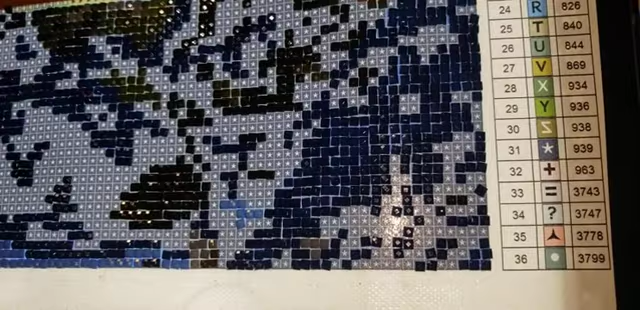 24 R 826
25 T 840
26 U 844
27 V 869
28 X 934
29 Y 936
30 Z 938
31 * 939
32 + 963
33 = 3743
34 ? 3747
35 3778
36 • 3799